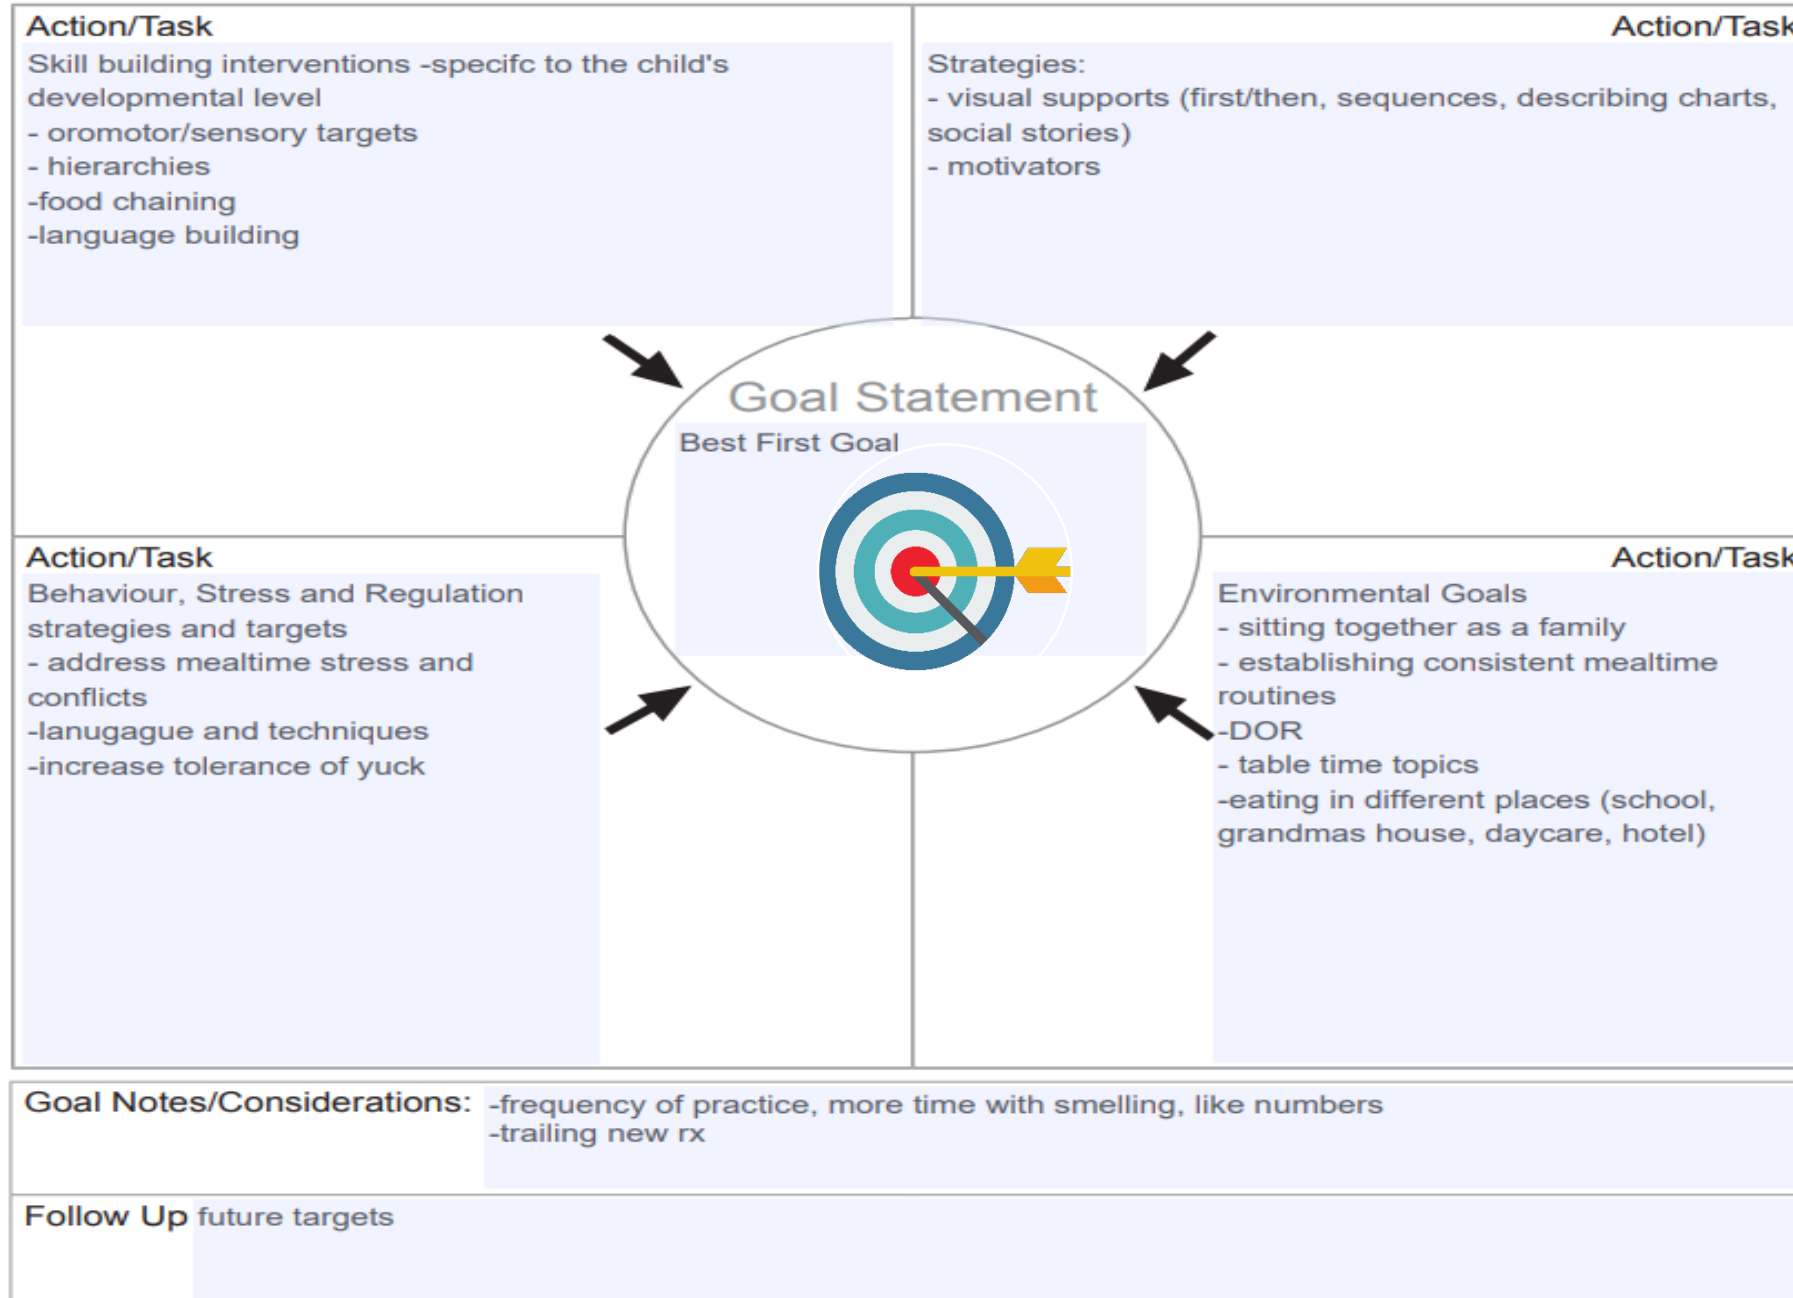 Action/Task
Skill building interventions -specifc to the child's
developmental level
- oromotor/sensory targets
- hierarchies
-food chaining
-language building
Action/Task
Strategies:
- visual supports (first/then, sequences, describing charts,
social stories)
- motivators
Goal Statement
Best First Goal
Action/Task
Behaviour, Stress and Regulation
strategies and targets
- address mealtime stress and
conflicts
-lanugague and techniques
-increase tolerance of yuck
Action/Task
Environmental Goals
- sitting together as a family
- establishing consistent mealtime
routines
-DOR
- table time topics
-eating in different places (school,
grandmas house, daycare, hotel)
Goal Notes/Considerations: -frequency of practice, more time with smelling, like numbers
-trailing new rx
Follow Up future targets